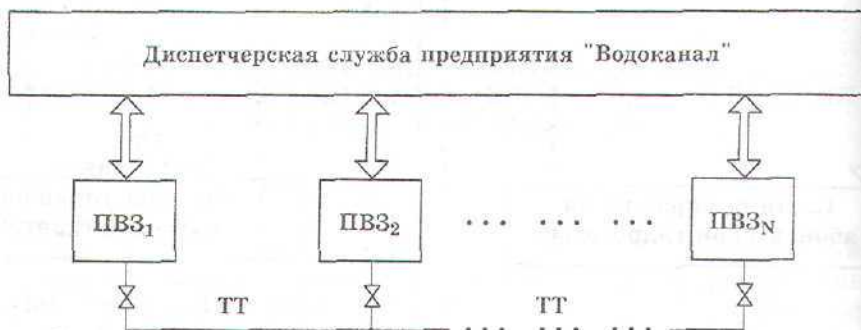 Диспетчерская служба предприятия "Водоканал"
ПВЗ₁ ПВЗ₂ ... ... ... ПВЗN
ТТ ТТ ... ... ...